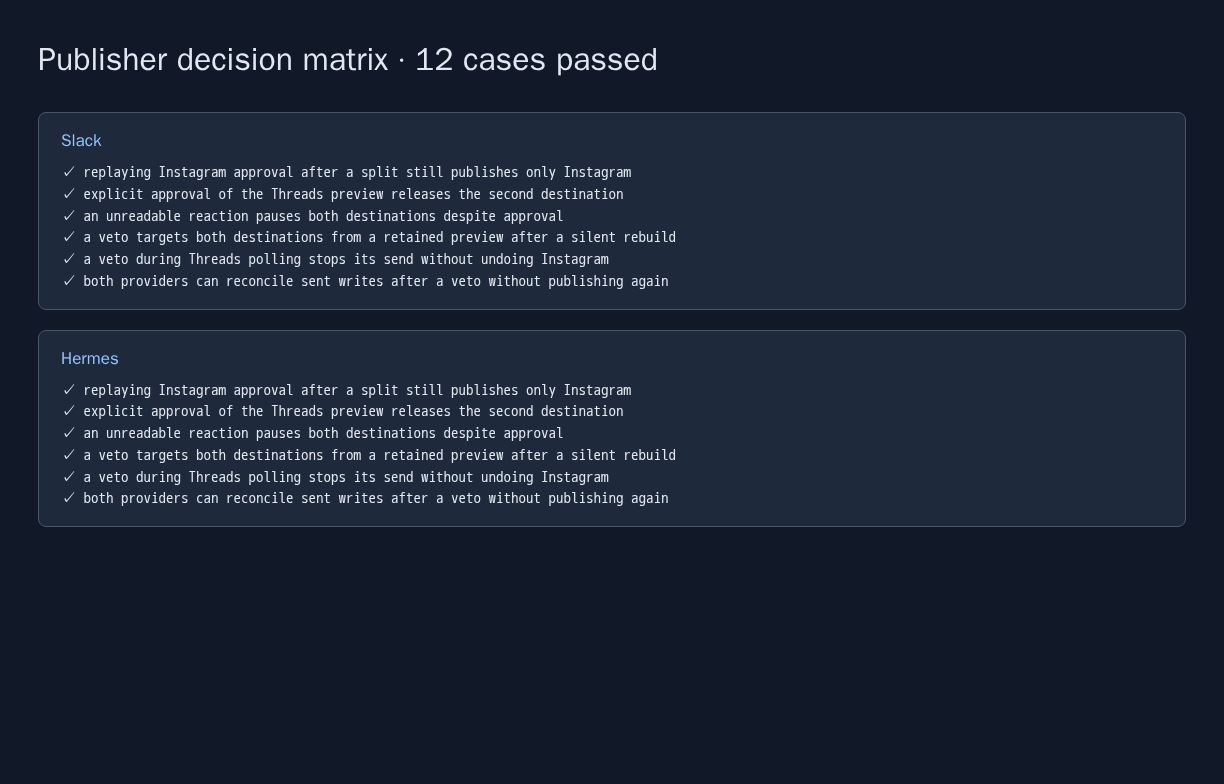 Publisher decision matrix · 12 cases passed
Slack
✓ replaying Instagram approval after a split still publishes only Instagram
✓ explicit approval of the Threads preview releases the second destination
✓ an unreadable reaction pauses both destinations despite approval
✓ a veto targets both destinations from a retained preview after a silent rebuild
✓ a veto during Threads polling stops its send without undoing Instagram
✓ both providers can reconcile sent writes after a veto without publishing again
Hermes
✓ replaying Instagram approval after a split still publishes only Instagram
✓ explicit approval of the Threads preview releases the second destination
✓ an unreadable reaction pauses both destinations despite approval
✓ a veto targets both destinations from a retained preview after a silent rebuild
✓ a veto during Threads polling stops its send without undoing Instagram
✓ both providers can reconcile sent writes after a veto without publishing again